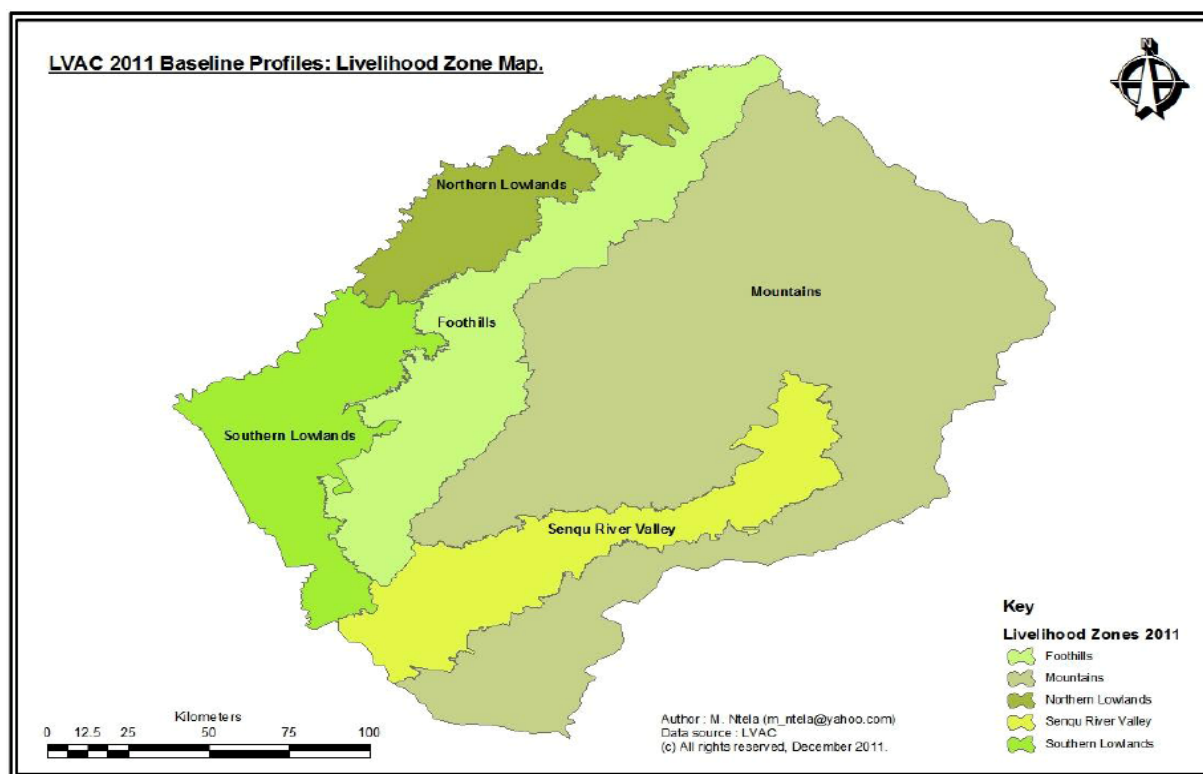 LVAC 2011 Baseline Profiles: Livelihood Zone Map.
N
Northern Lowlands
Mountains
Foothills
Southern Lowlands
Senqu River Valley
Key
Livelihood Zones 2011
Foothills
Mountains
Northern Lowlands
Senqu River Valley
Southern Lowlands
Kilometers
0 12.5 25 50 75 100
Author : M. Ntela (m_ntela@yahoo.com)
Data source : LVAC
(c) All rights reserved, December 2011.